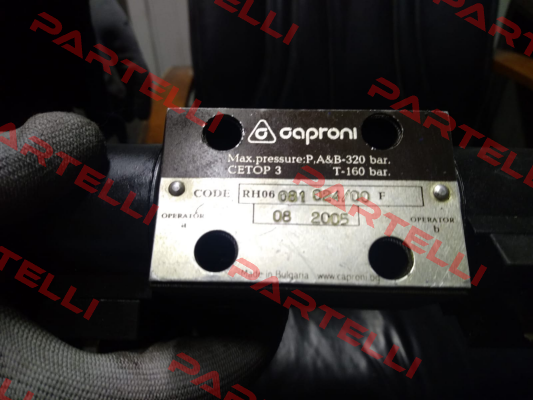 caproni
Max.pressure:P.A&B-320 bar.
CETOP 3 T-160 bar.
CODE RH06 081 024/00 F
08 2005
OPERATOR a
OPERATOR b
Made in Bulgaria www.caproni.bg
PARTELLI
PARTELLI
PARTELLI
PARTELLI
PARTELLI
PARTELLI